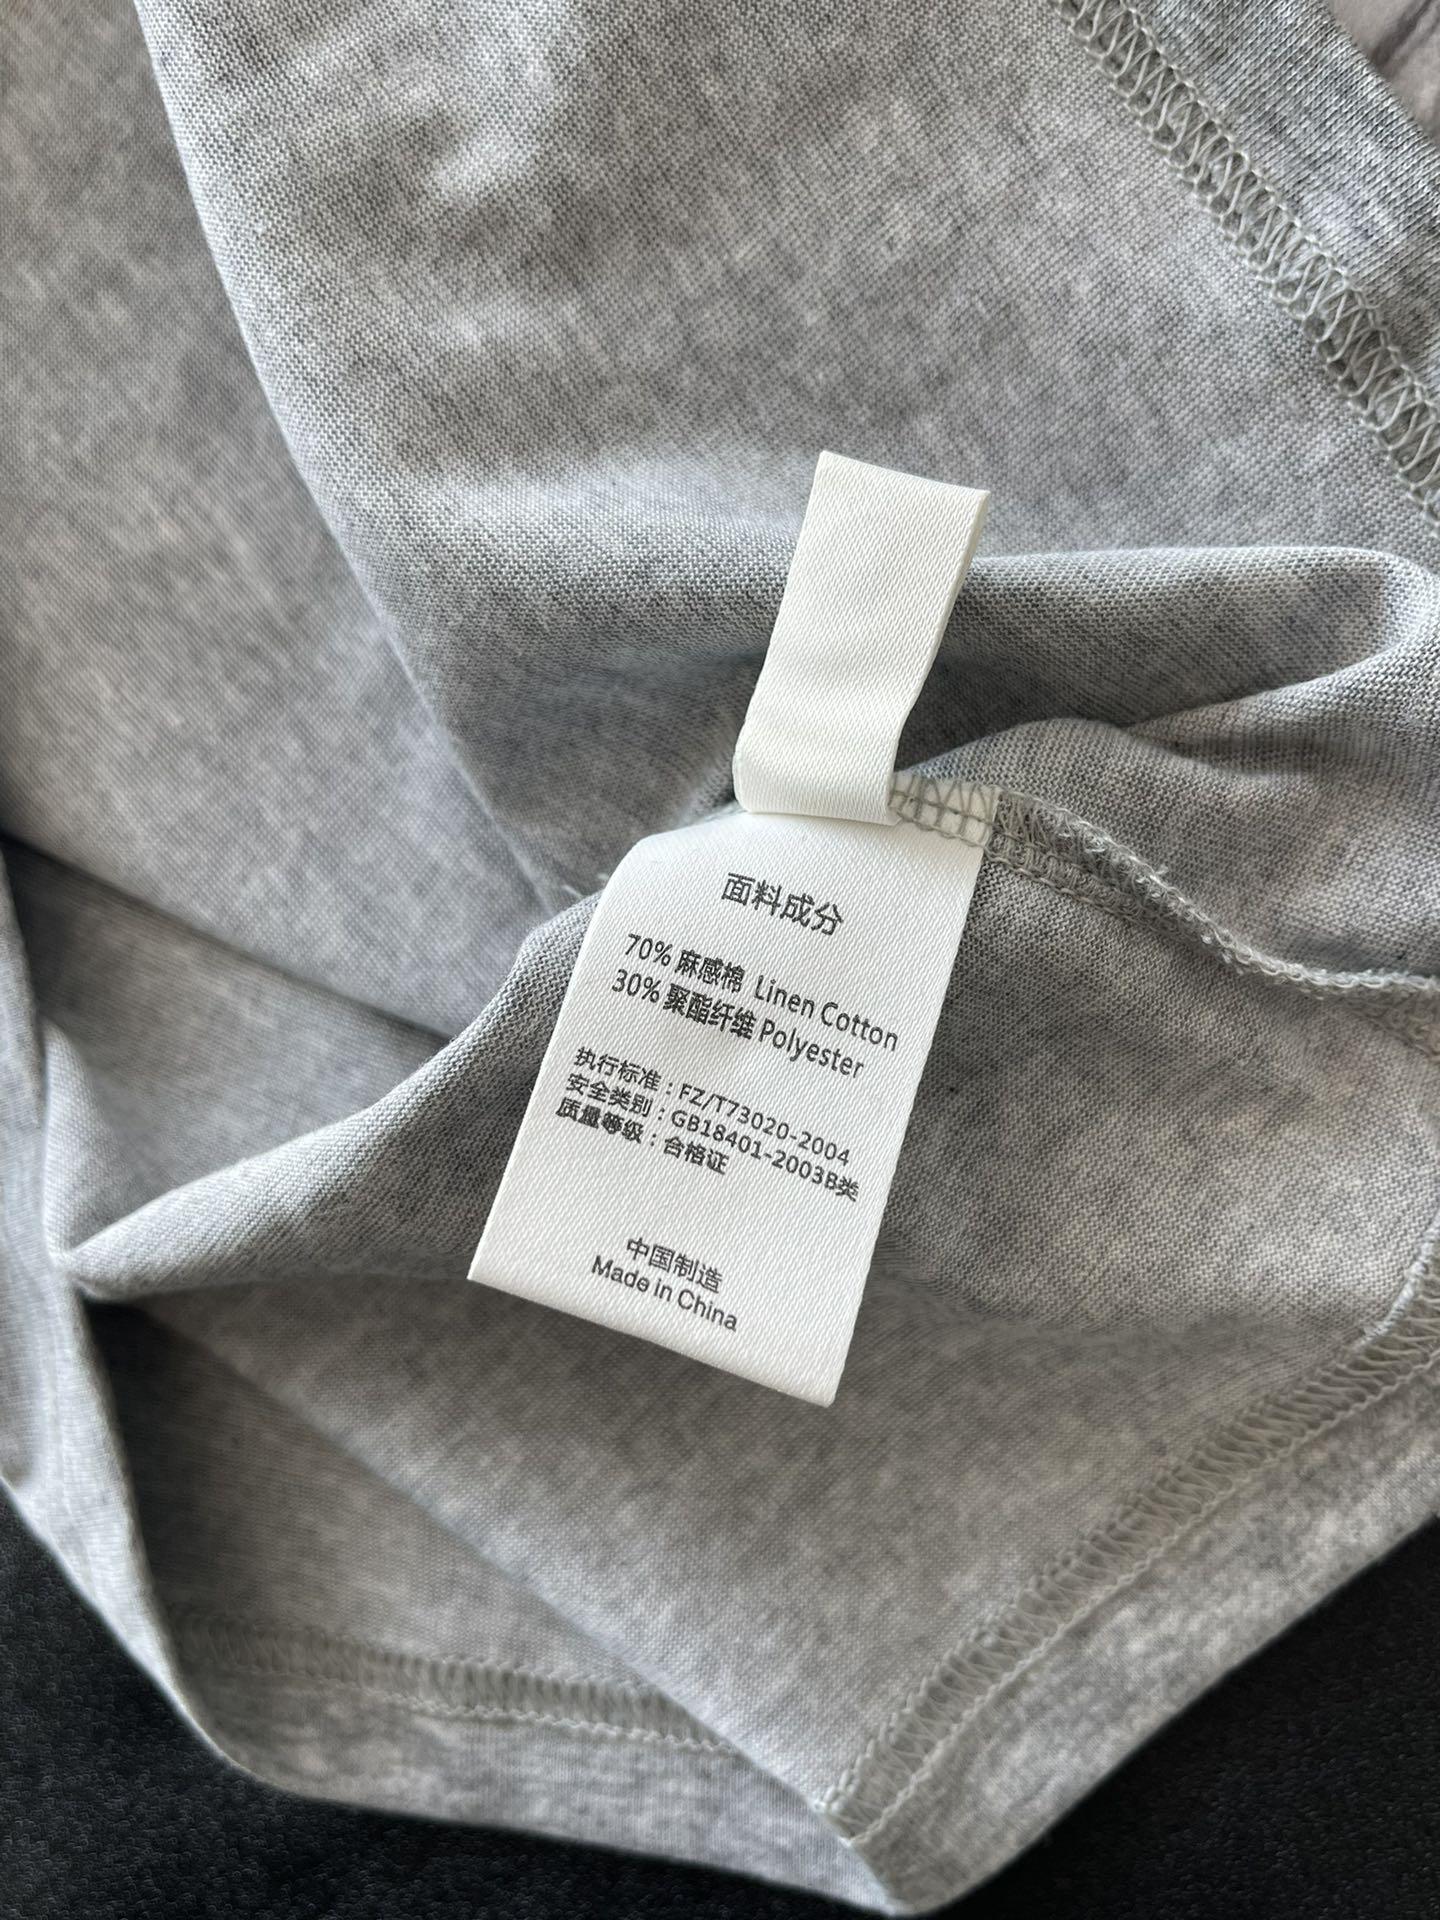 面料成分
70% 麻感棉 Linen Cotton
30% 聚酯纤维 Polyester
执行标准：FZ/T73020-2004
安全类别：GB18401-2003B类
质量等级：合格证
中国制造
Made in China